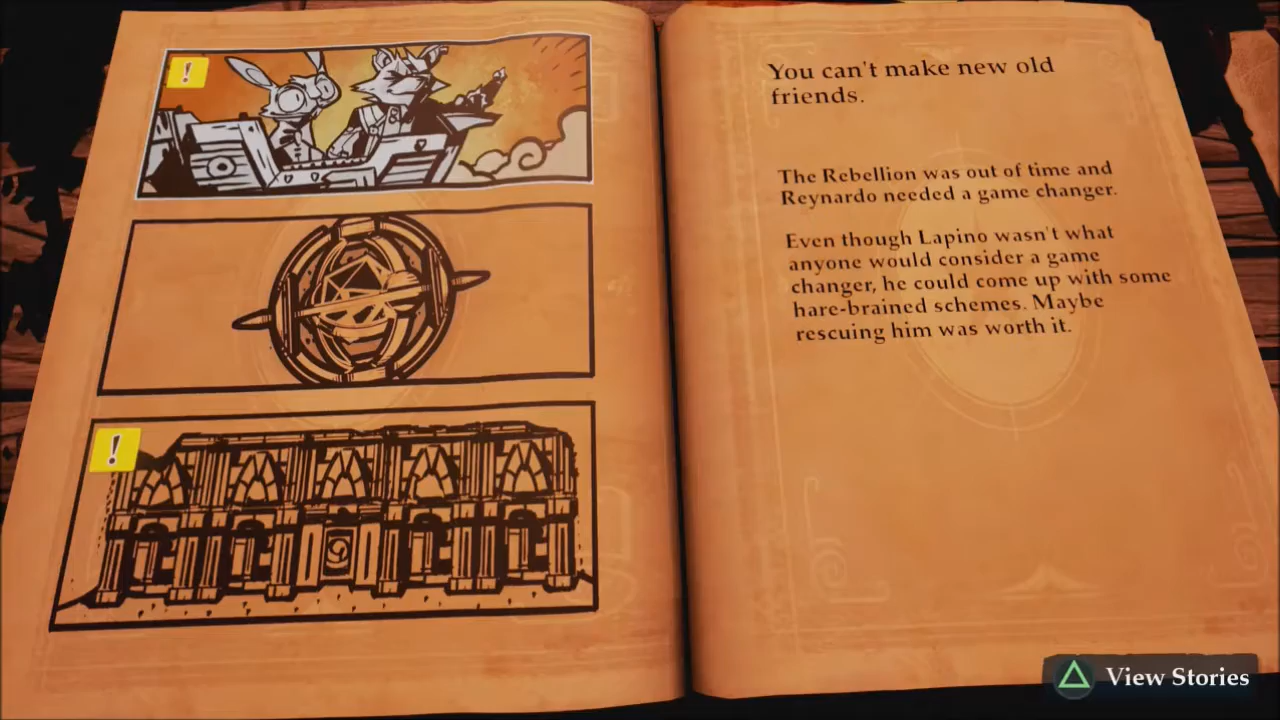 !
!
You can't make new old
friends.
The Rebellion was out of time and
Reynardo needed a game changer.
Even though Lapino wasn't what
anyone would consider a game
changer, he could come up with some
hare-brained schemes. Maybe
rescuing him was worth it.
View Stories